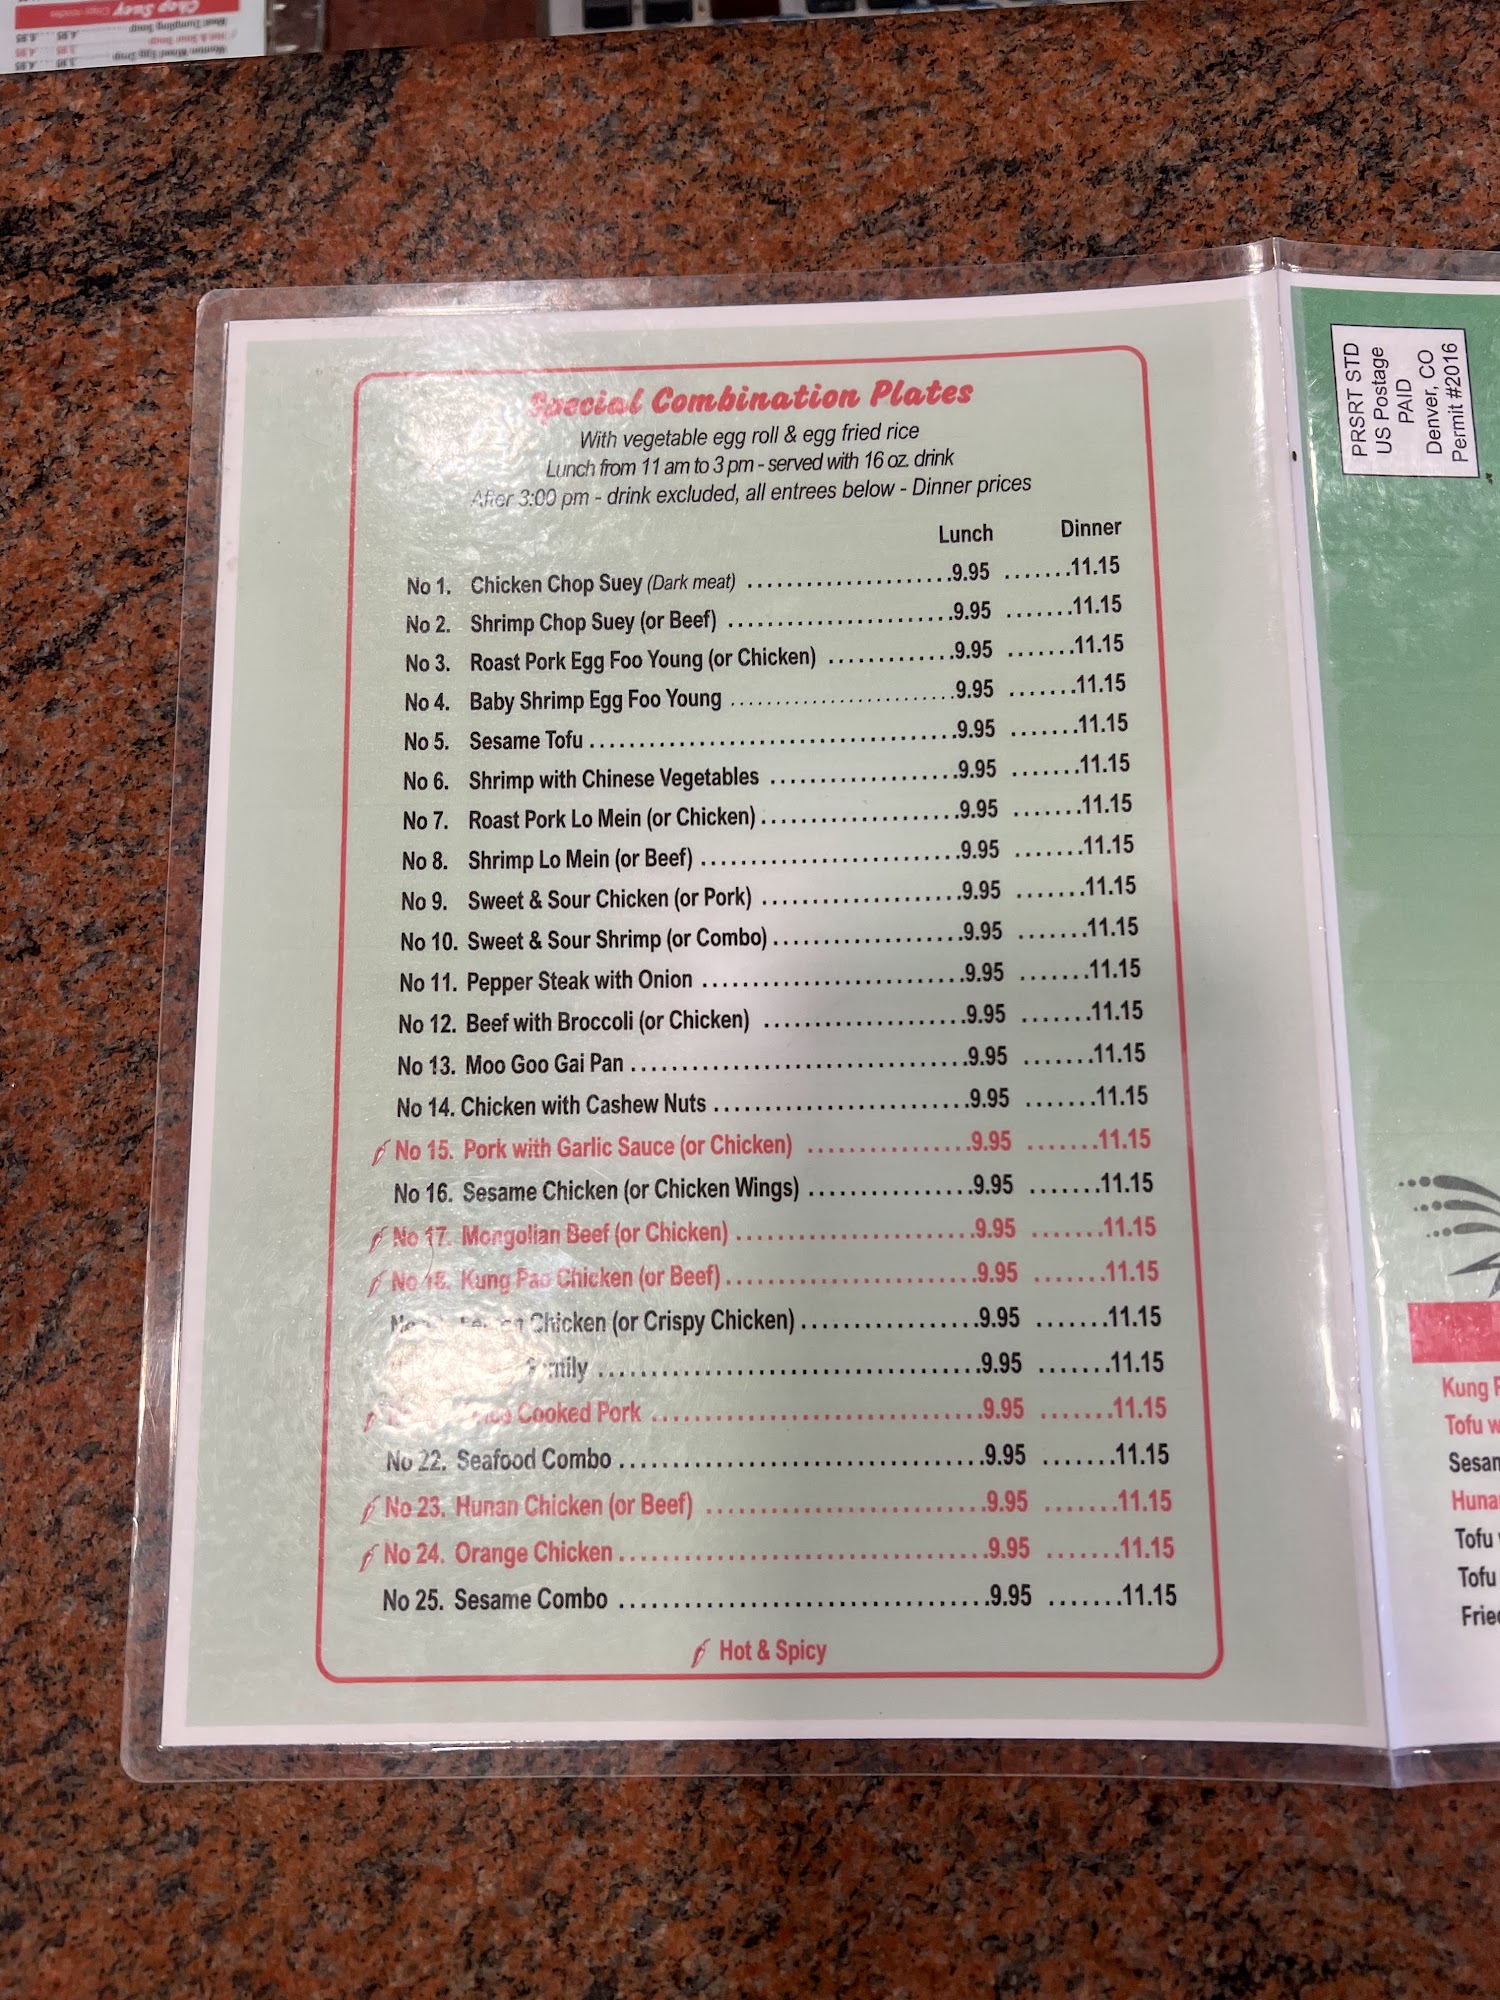 Chop Suey
Special Combination Plates
With vegetable egg roll & egg fried rice
Lunch from 11 am to 3 pm - served with 16 oz. drink
After 3:00 pm - drink excluded, all entrees below - Dinner prices
Lunch Dinner
No 1. Chicken Chop Suey (Dark meat) 9.95 11.15
No 2. Shrimp Chop Suey (or Beef) 9.95 11.15
No 3. Roast Pork Egg Foo Young (or Chicken) 9.95 11.15
No 4. Baby Shrimp Egg Foo Young 9.95 11.15
No 5. Sesame Tofu 9.95 11.15
No 6. Shrimp with Chinese Vegetables 9.95 11.15
No 7. Roast Pork Lo Mein (or Chicken) 9.95 11.15
No 8. Shrimp Lo Mein (or Beef) 9.95 11.15
No 9. Sweet & Sour Chicken (or Pork) 9.95 11.15
No 10. Sweet & Sour Shrimp (or Combo) 9.95 11.15
No 11. Pepper Steak with Onion 9.95 11.15
No 12. Beef with Broccoli (or Chicken) 9.95 11.15
No 13. Moo Goo Gai Pan 9.95 11.15
No 14. Chicken with Cashew Nuts 9.95 11.15
No 15. Pork with Garlic Sauce (or Chicken) 9.95 11.15
No 16. Sesame Chicken (or Chicken Wings) 9.95 11.15
No 17. Mongolian Beef (or Chicken) 9.95 11.15
No 18. Kung Pao Chicken (or Beef) 9.95 11.15
Chicken (or Crispy Chicken) 9.95 11.15
Family 9.95 11.15
Cooked Pork 9.95 11.15
No 22. Seafood Combo 9.95 11.15
No 23. Hunan Chicken (or Beef) 9.95 11.15
No 24. Orange Chicken 9.95 11.15
No 25. Sesame Combo 9.95 11.15
Hot & Spicy
PRSRT STD
US Postage
PAID
Denver, CO
Permit #2016
Kung
Tofu
Tofu
Tofu